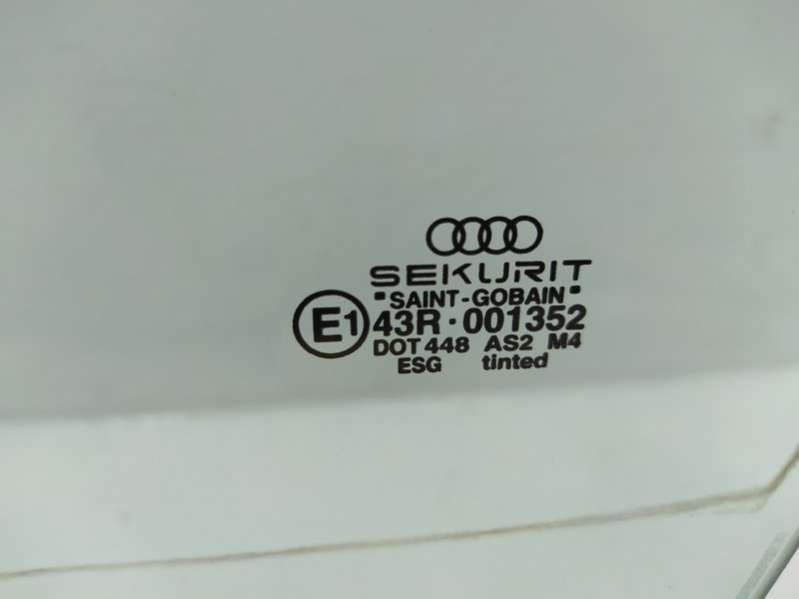 SEKURIT
"SAINT-GOBAIN"
E1 43R·001352
DOT 448 AS2 M4
ESG tinted